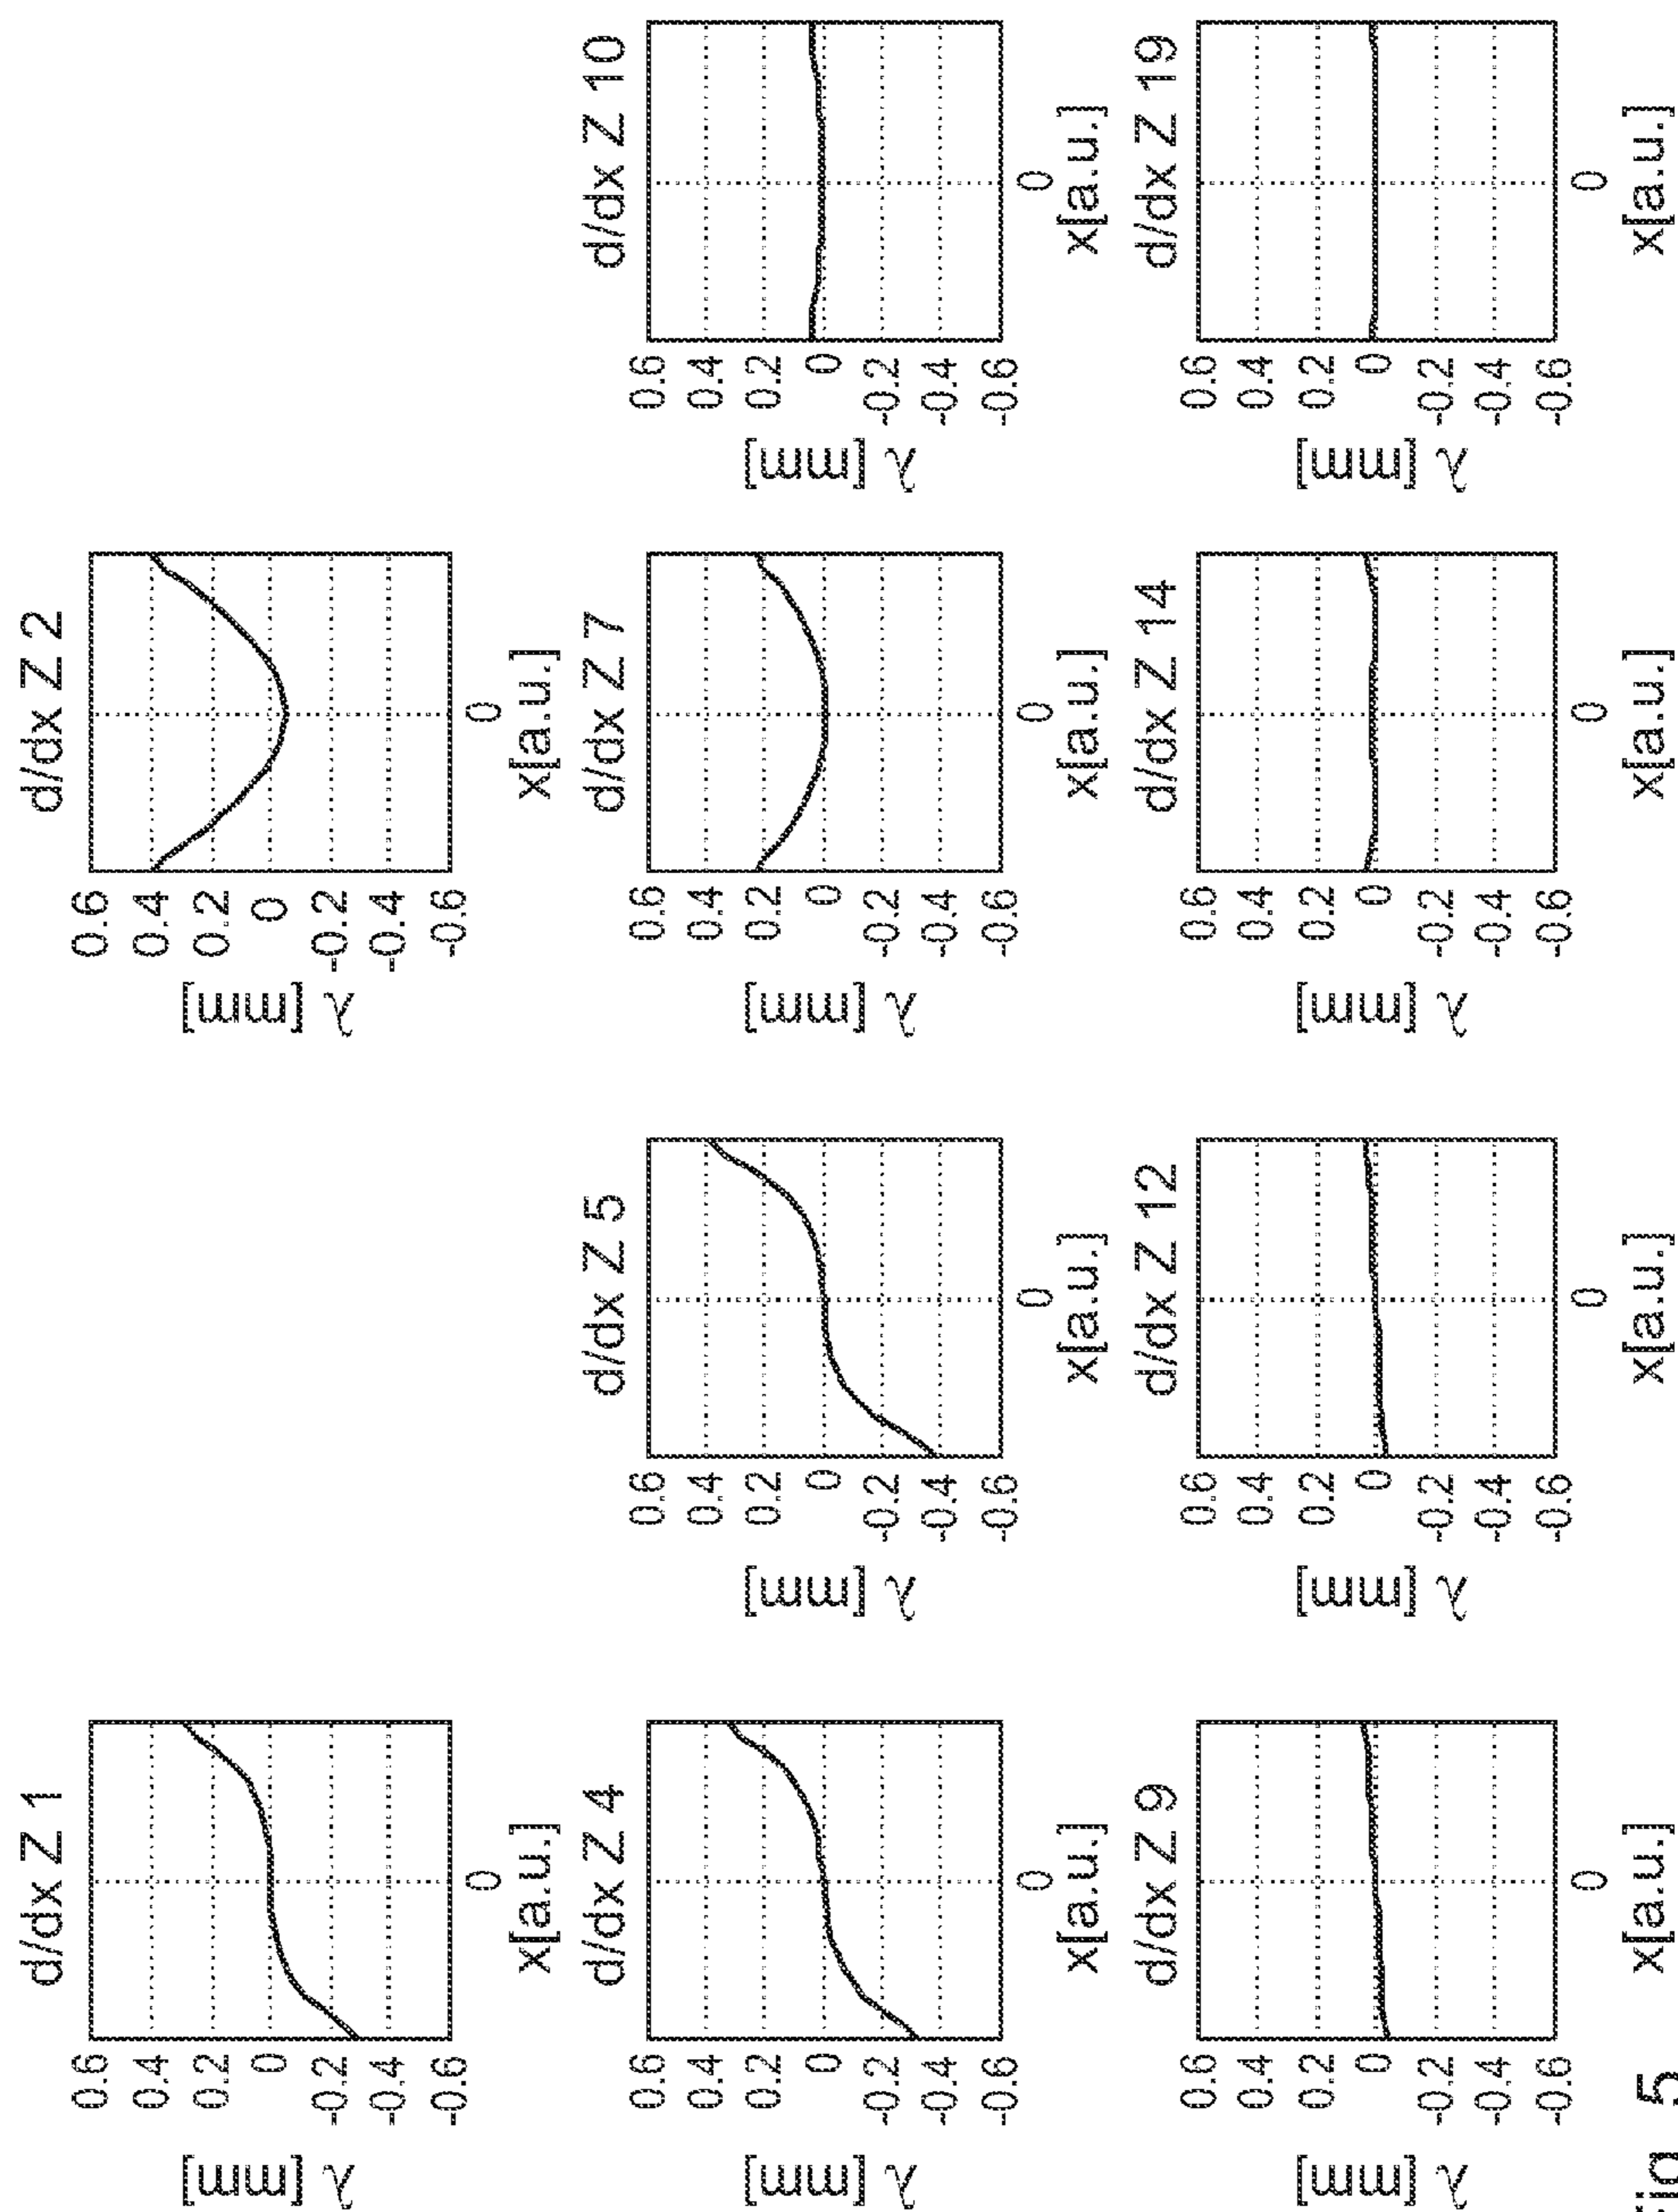 d/dx Z 1
λ [mm]
0.6
0.4
0.2
0
-0.2
-0.4
-0.6
0
x[a.u.]
d/dx Z 2
λ [mm]
0.6
0.4
0.2
0
-0.2
-0.4
-0.6
0
x[a.u.]
d/dx Z 4
λ [mm]
0.6
0.4
0.2
0
-0.2
-0.4
-0.6
0
x[a.u.]
d/dx Z 5
λ [mm]
0.6
0.4
0.2
0
-0.2
-0.4
-0.6
0
x[a.u.]
d/dx Z 7
λ [mm]
0.6
0.4
0.2
0
-0.2
-0.4
-0.6
0
x[a.u.]
d/dx Z 10
λ [mm]
0.6
0.4
0.2
0
-0.2
-0.4
-0.6
0
x[a.u.]
d/dx Z 9
λ [mm]
0.6
0.4
0.2
0
-0.2
-0.4
-0.6
0
x[a.u.]
d/dx Z 12
λ [mm]
0.6
0.4
0.2
0
-0.2
-0.4
-0.6
0
x[a.u.]
d/dx Z 14
λ [mm]
0.6
0.4
0.2
0
-0.2
-0.4
-0.6
0
x[a.u.]
d/dx Z 19
λ [mm]
0.6
0.4
0.2
0
-0.2
-0.4
-0.6
0
x[a.u.]
Fig. 5